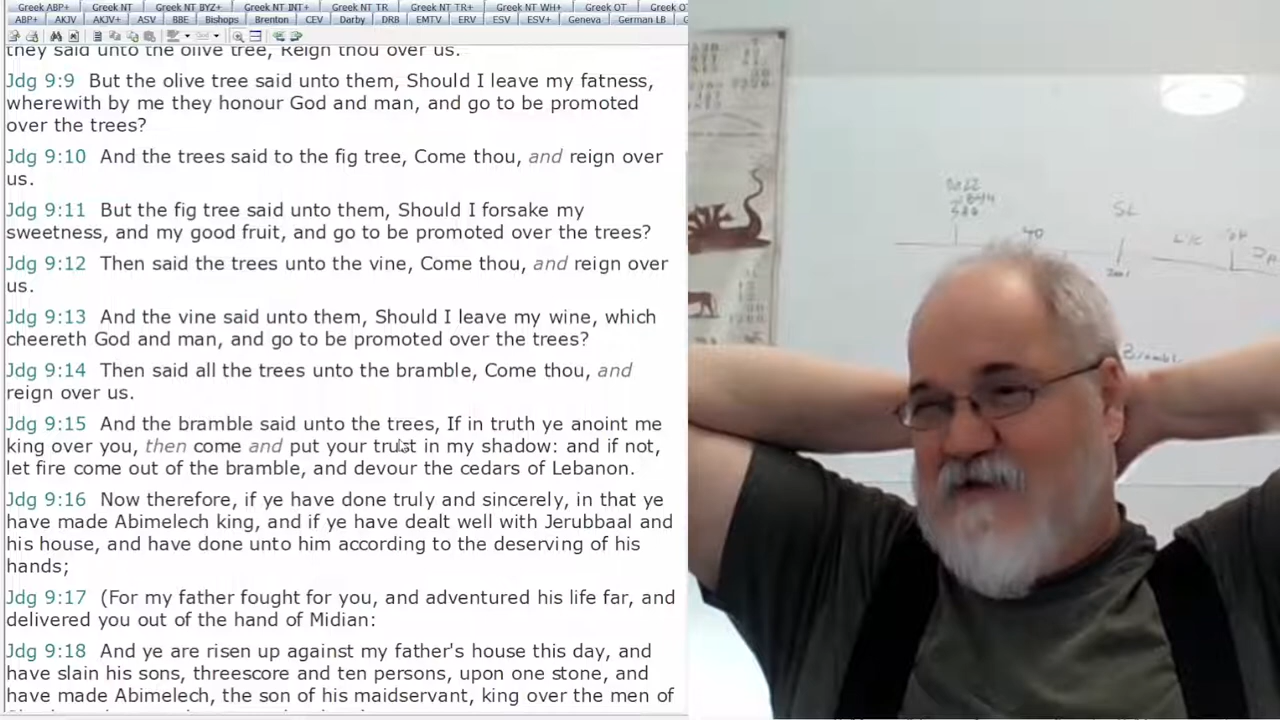 Greek ABP+ Greek NT Greek NT BYZ+ Greek NT INT+ Greek NT TR Greek NT TR+ Greek NT WH+ Greek OT Greek O
ABP+ AKJV AKJV+ ASV BBE Bishops Brenton CEV Darby DRB EMTV ERV ESV ESV+ Geneva German LB
they said unto the olive tree, Reign thou over us.
Jdg 9:9 But the olive tree said unto them, Should I leave my fatness,
wherewith by me they honour God and man, and go to be promoted
over the trees?
Jdg 9:10 And the trees said to the fig tree, Come thou, and reign over
us.
Jdg 9:11 But the fig tree said unto them, Should I forsake my
sweetness, and my good fruit, and go to be promoted over the trees?
Jdg 9:12 Then said the trees unto the vine, Come thou, and reign over
us.
Jdg 9:13 And the vine said unto them, Should I leave my wine, which
cheereth God and man, and go to be promoted over the trees?
Jdg 9:14 Then said all the trees unto the bramble, Come thou, and
reign over us.
Jdg 9:15 And the bramble said unto the trees, If in truth ye anoint me
king over you, then come and put your trust in my shadow: and if not,
let fire come out of the bramble, and devour the cedars of Lebanon.
Jdg 9:16 Now therefore, if ye have done truly and sincerely, in that ye
have made Abimelech king, and if ye have dealt well with Jerubbaal and
his house, and have done unto him according to the deserving of his
hands;
Jdg 9:17 (For my father fought for you, and adventured his life far, and
delivered you out of the hand of Midian:
Jdg 9:18 And ye are risen up against my father's house this day, and
have slain his sons, threescore and ten persons, upon one stone, and
have made Abimelech, the son of his maidservant, king over the men of
40
Bramble